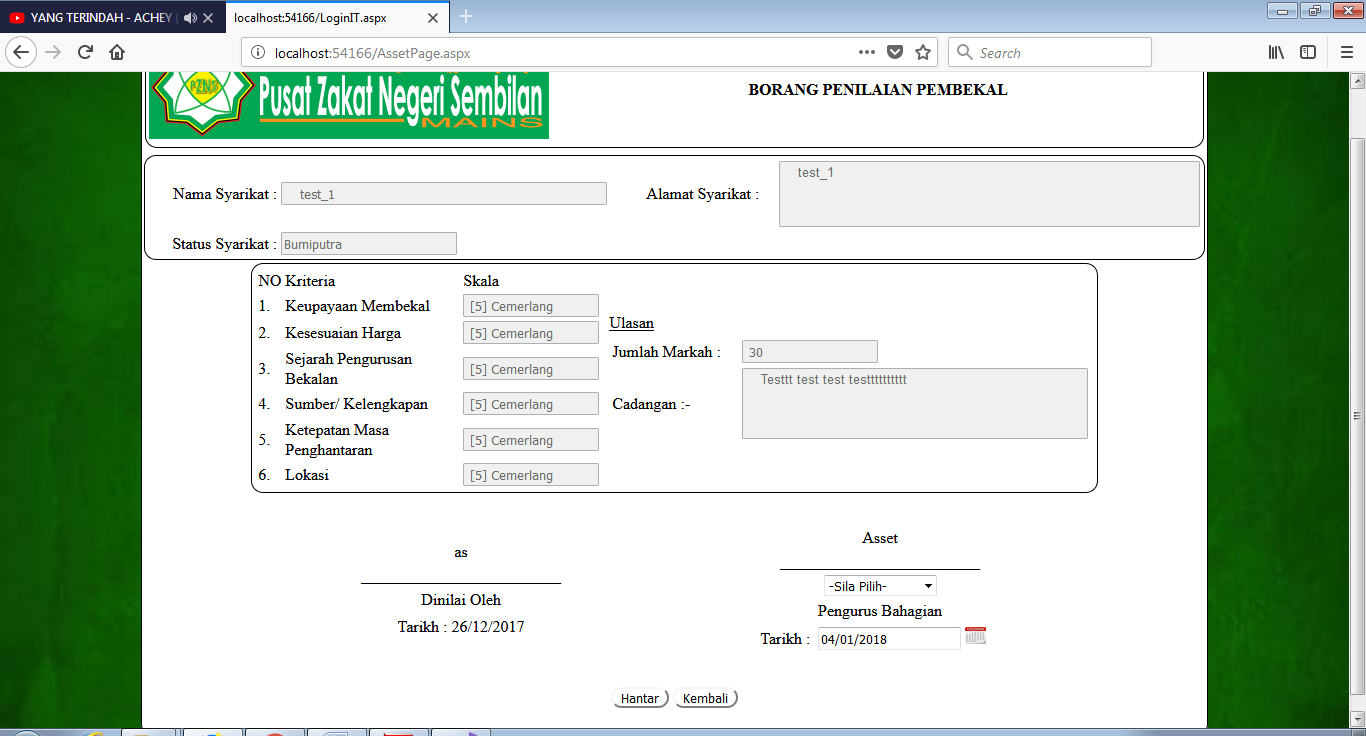 YANG TERINDAH - ACHEY (
localhost:54166/LoginIT.aspx
localhost:54166/AssetPage.aspx
Search
PZNS
Pusat Zakat Negeri Sembilan
MAINS
BORANG PENILAIAN PEMBEKAL
Nama Syarikat : test_1
Alamat Syarikat : test_1
Status Syarikat : Bumiputra
NO Kriteria Skala
1. Keupayaan Membekal [5] Cemerlang
2. Kesesuaian Harga [5] Cemerlang
3. Sejarah Pengurusan Bekalan [5] Cemerlang
4. Sumber/ Kelengkapan [5] Cemerlang
5. Ketepatan Masa Penghantaran [5] Cemerlang
6. Lokasi [5] Cemerlang
Ulasan
Jumlah Markah : 30
Cadangan :- Testtt test test testttttttttt
as
Dinilai Oleh
Tarikh : 26/12/2017
Asset
-Sila Pilih-
Pengurus Bahagian
Tarikh : 04/01/2018
Hantar Kembali